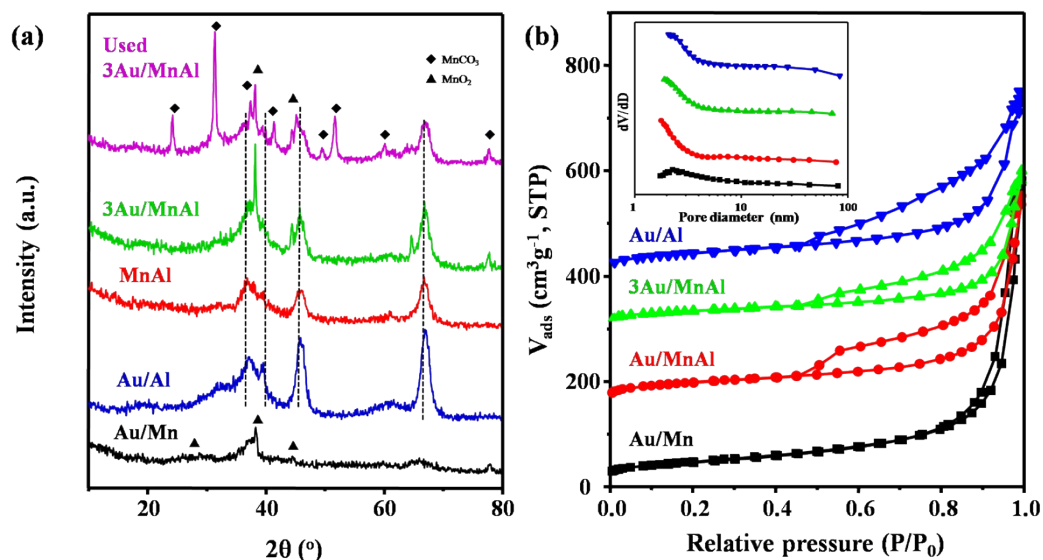 (a)
Used
3Au/MnAl
◆ MnCO₃
▲ MnO₂
3Au/MnAl
MnAl
Au/Al
Au/Mn
Intensity (a.u.)
20
40
60
80
2θ (o)
(b)
800
600
400
200
0
Vads (cm³g⁻¹, STP)
dV/dD
1
10
100
Pore diameter (nm)
Au/Al
3Au/MnAl
Au/MnAl
Au/Mn
0.0
0.2
0.4
0.6
0.8
1.0
Relative pressure (P/P₀)